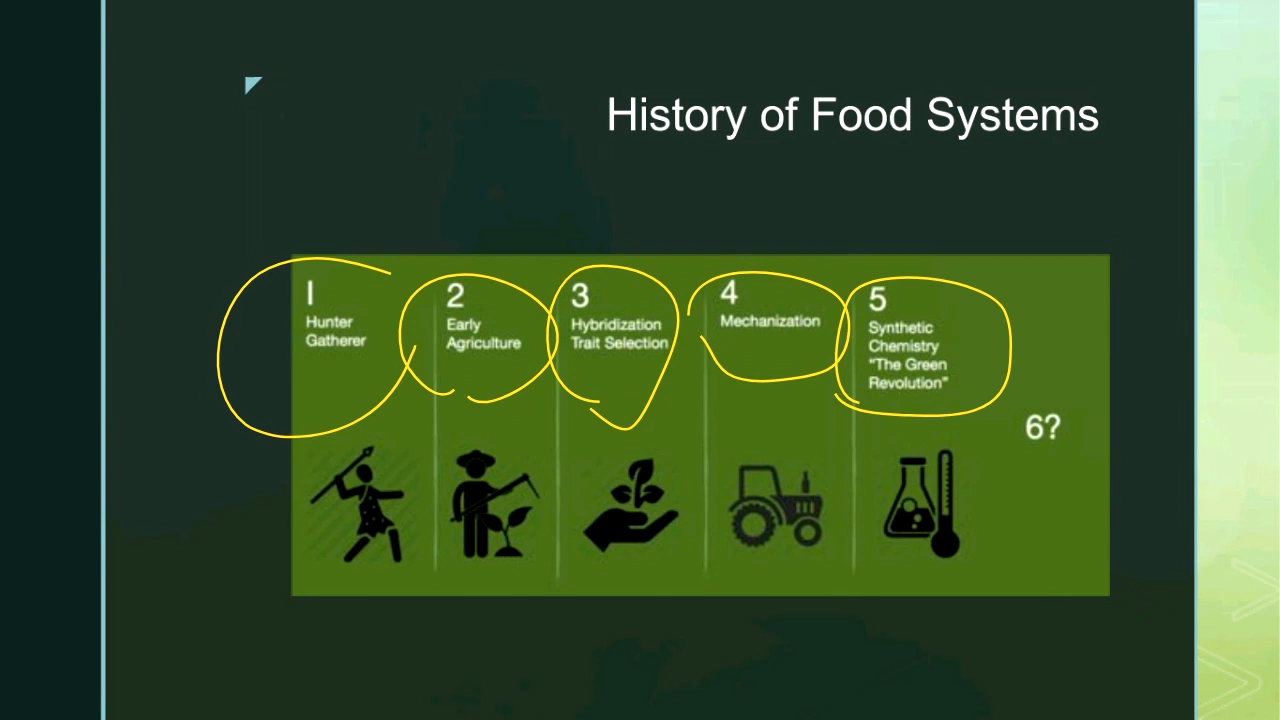 History of Food Systems
1
Hunter
Gatherer
2
Early
Agriculture
3
Hybridization
Trait Selection
4
Mechanization
5
Synthetic
Chemistry
“The Green
Revolution”
6?